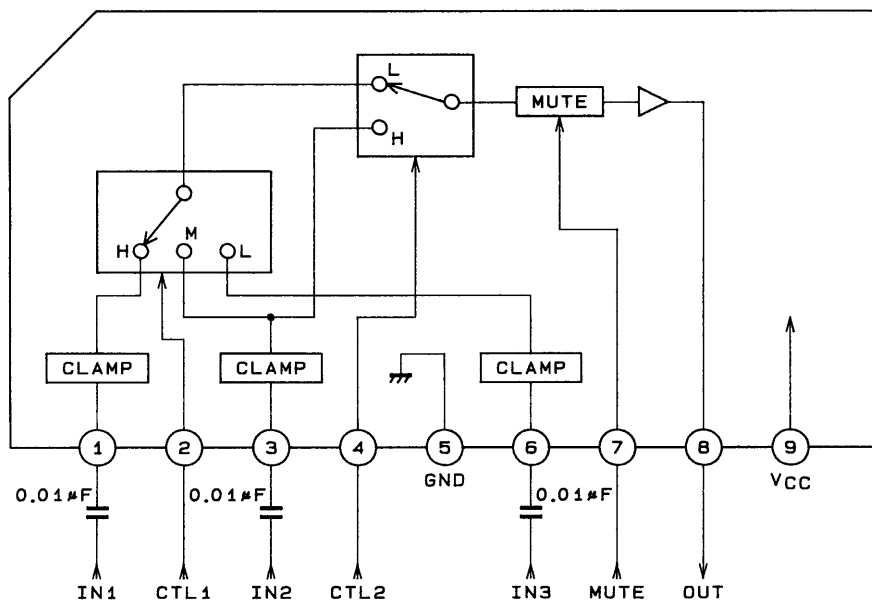 L
MUTE
H
M
H
L
CLAMP
CLAMP
CLAMP
1
2
3
4
5
6
7
8
9
GND
VCC
0.01μF
0.01μF
0.01μF
IN1
CTL1
IN2
CTL2
IN3
MUTE
OUT